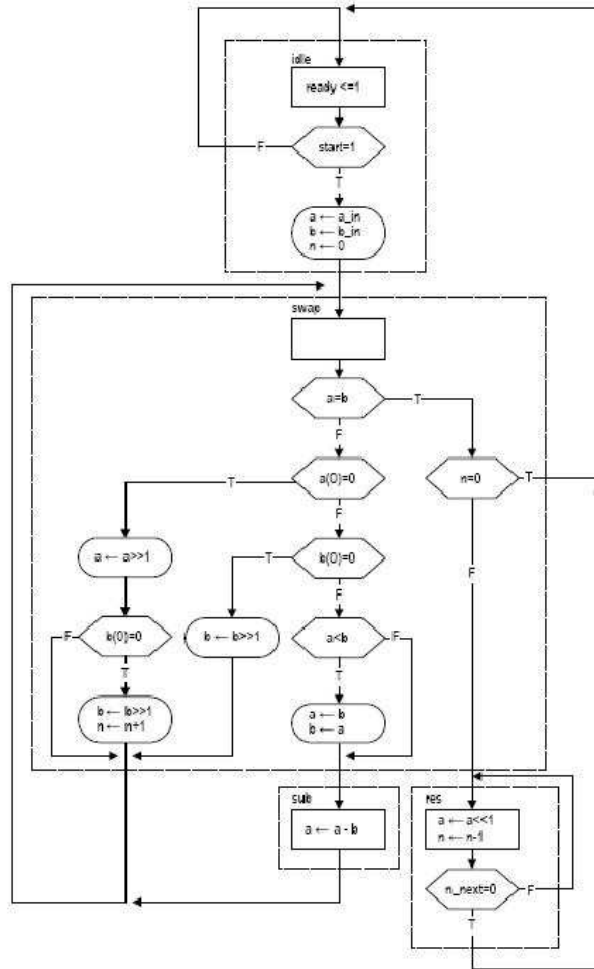 idle
ready <=1
F
start=1
T
a ← a_in
b ← b_in
n ← 0
swap
a=b
T
F
a(0)=0
T
F
n=0
T
F
a ← a>>1
b(0)=0
T
F
b(0)=0
F
T
b ← b>>1
a<b
F
T
b ← b>>1
n ← n+1
a ← b
b ← a
sub
a ← a - b
res
a ← a<<1
n ← n-1
n_next=0
F
T